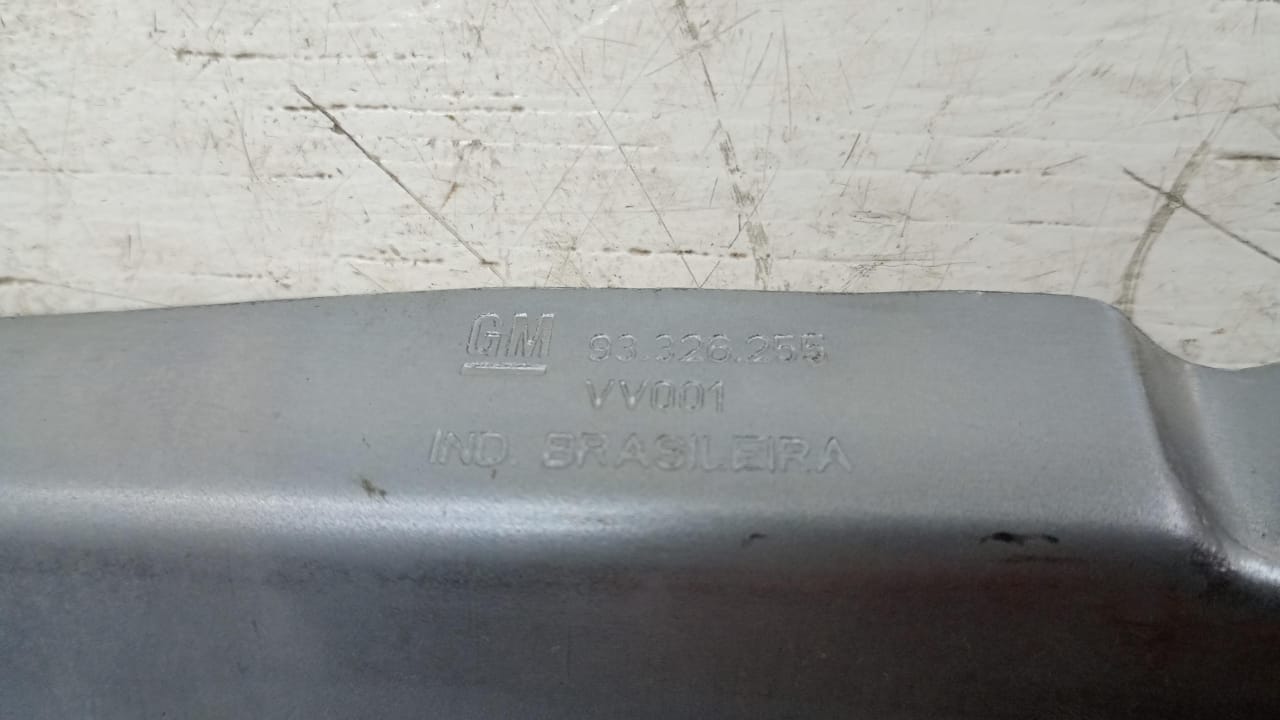 GM 93.326.255
VV001
IND. BRASILEIRA